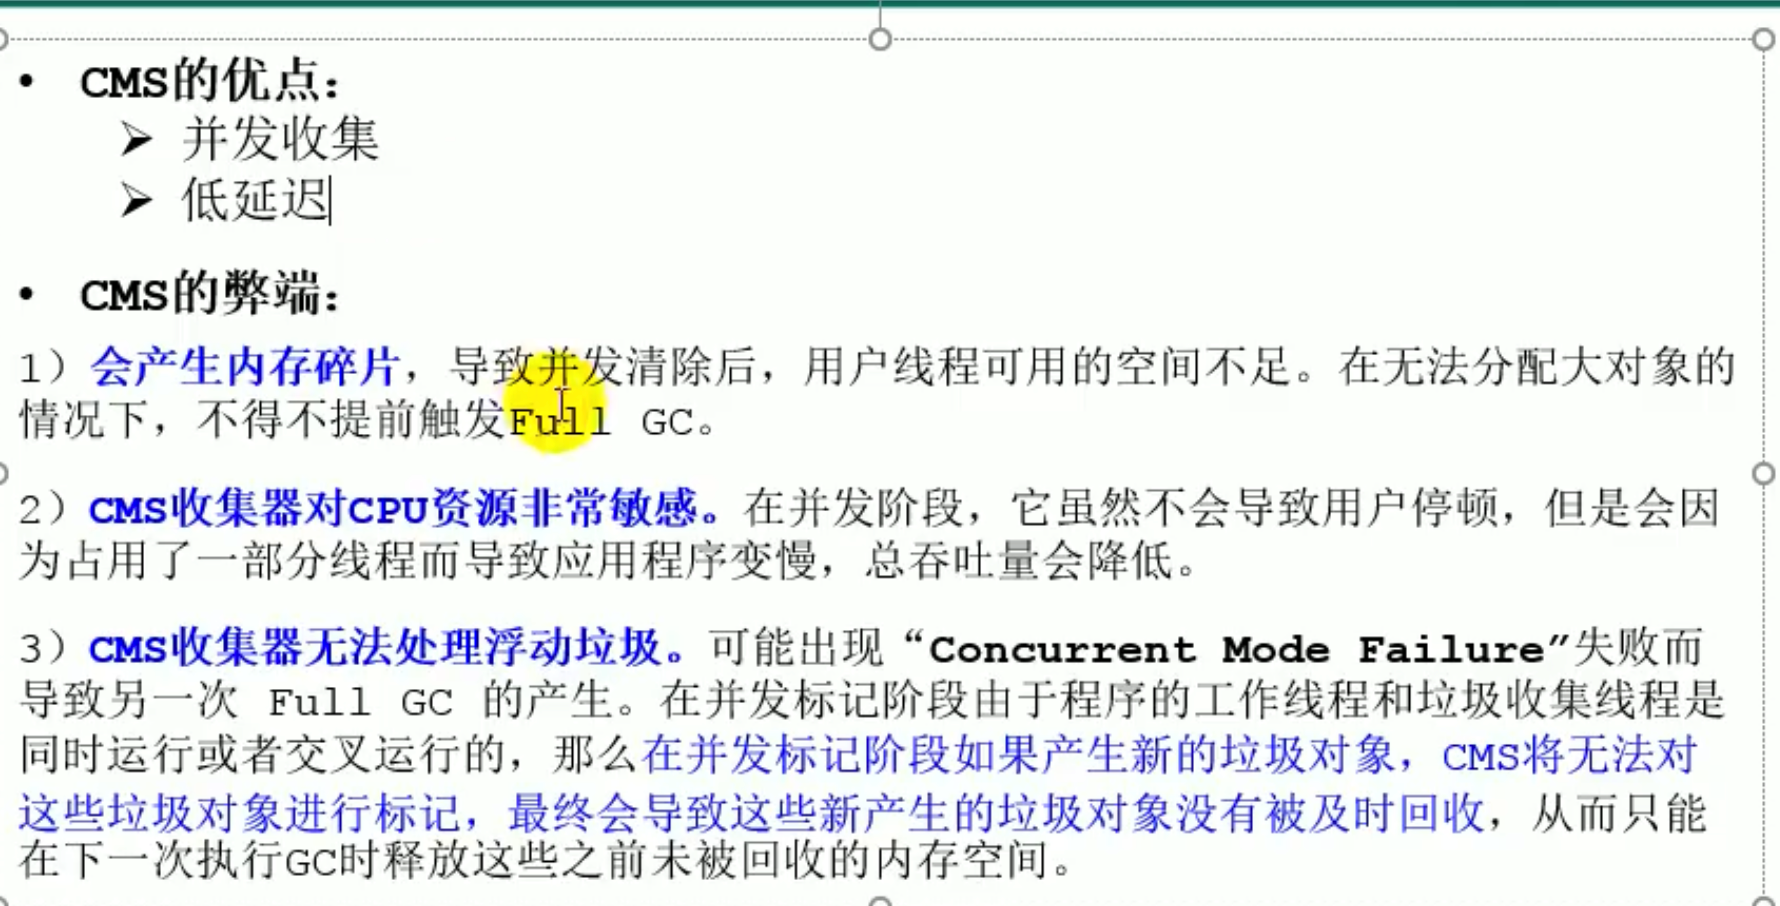 • CMS的优点：
➢ 并发收集
➢ 低延迟
• CMS的弊端：
1）会产生内存碎片，导致并发清除后，用户线程可用的空间不足。在无法分配大对象的
情况下，不得不提前触发Full GC。
2）CMS收集器对CPU资源非常敏感。在并发阶段，它虽然不会导致用户停顿，但是会因
为占用了一部分线程而导致应用程序变慢，总吞吐量会降低。
3）CMS收集器无法处理浮动垃圾。可能出现“Concurrent Mode Failure”失败而
导致另一次 Full GC 的产生。在并发标记阶段由于程序的工作线程和垃圾收集线程是
同时运行或者交叉运行的，那么在并发标记阶段如果产生新的垃圾对象，CMS将无法对
这些垃圾对象进行标记，最终会导致这些新产生的垃圾对象没有被及时回收，从而只能
在下一次执行GC时释放这些之前未被回收的内存空间。